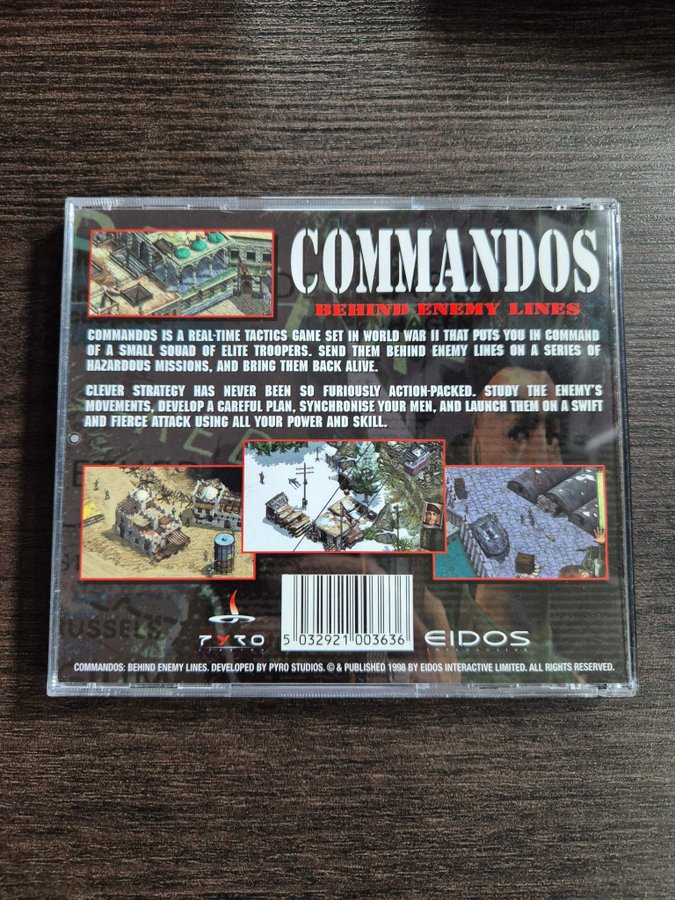 COMMANDOS
BEHIND ENEMY LINES
COMMANDOS IS A REAL-TIME TACTICS GAME SET IN WORLD WAR II THAT PUTS YOU IN COMMAND
OF A SMALL SQUAD OF ELITE TROOPERS. SEND THEM BEHIND ENEMY LINES ON A SERIES OF
HAZARDOUS MISSIONS, AND BRING THEM BACK ALIVE.
CLEVER STRATEGY HAS NEVER BEEN SO FURIOUSLY ACTION-PACKED. STUDY THE ENEMY'S
MOVEMENTS, DEVELOP A CAREFUL PLAN, SYNCHRONISE YOUR MEN, AND LAUNCH THEM ON A SWIFT
AND FIERCE ATTACK USING ALL YOUR POWER AND SKILL.
PYRO
STUDIOS
5 032921 003636
EIDOS
INTERACTIVE
COMMANDOS: BEHIND ENEMY LINES. DEVELOPED BY PYRO STUDIOS. © & PUBLISHED 1998 BY EIDOS INTERACTIVE LIMITED. ALL RIGHTS RESERVED.